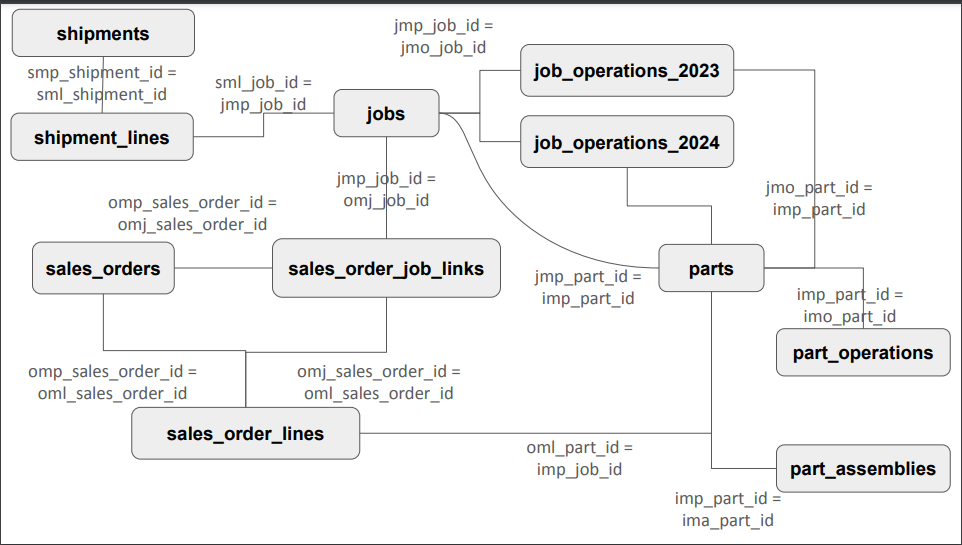 shipments
smp_shipment_id =
sml_shipment_id
shipment_lines
sml_job_id =
jmp_job_id
jobs
jmp_job_id =
jmo_job_id
job_operations_2023
job_operations_2024
jmp_job_id =
omj_job_id
jmo_part_id =
imp_part_id
omp_sales_order_id =
omj_sales_order_id
sales_orders
sales_order_job_links
parts
jmp_part_id =
imp_part_id
imp_part_id =
imo_part_id
part_operations
omp_sales_order_id =
oml_sales_order_id
omj_sales_order_id =
oml_sales_order_id
sales_order_lines
oml_part_id =
imp_job_id
part_assemblies
imp_part_id =
ima_part_id